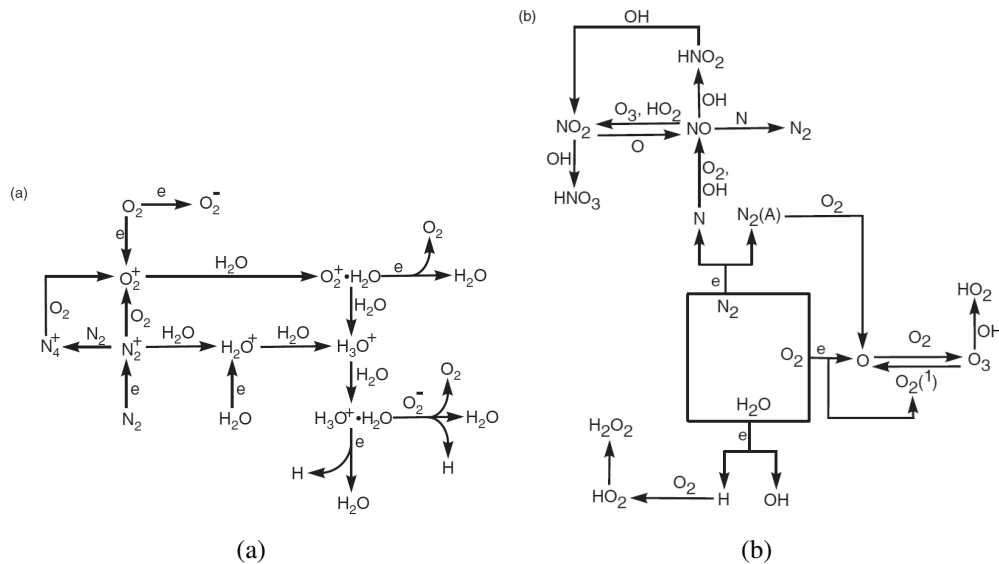 (a)
e
O₂ O₂⁻
e
O₂⁺ H₂O O₂⁺•H₂O e O₂ H₂O
O₂ O₂ H₂O
N₄⁺ N₂ N₂⁺ H₂O H₂O⁺ H₂O H₃O⁺
e e H₂O
N₂ H₂O H₃O⁺•H₂O O₂⁻ O₂ H₂O
e H
H
H₂O
(a)
(b)
OH
HNO₂
OH
O₃, HO₂
NO₂ NO N N₂
O
OH O₂,
OH
HNO₃
N N₂(A) O₂
e
N₂
HO₂
OH
O₂ e O O₂ O₃
O₂(¹)
H₂O
e
H₂O₂
HO₂ O₂ H OH
(b)